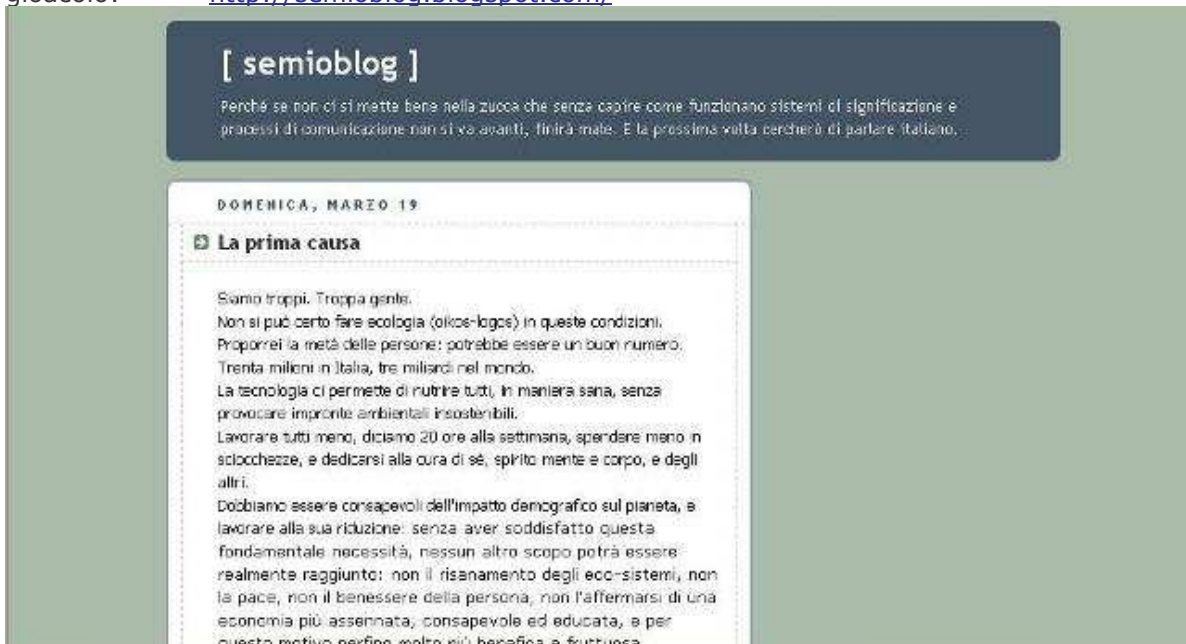 http://semioblog.blogspot.com/
[ semioblog ]
Perché se non ci si mette bene nella zucca che senza capire come funzionano sistemi di significazione e
processi di comunicazione non si va avanti, finirà male. E la prossima volta cercherò di parlare italiano.
DOMENICA, MARZO 19
La prima causa
Siamo troppi. Troppa gente.
Non si può certo fare ecologia (oikos-logos) in queste condizioni.
Proporrei la metà delle persone: potrebbe essere un buon numero.
Trenta milioni in Italia, tre miliardi nel mondo.
La tecnologia ci permette di nutrire tutti, in maniera sana, senza
provocare impronte ambientali insostenibili.
Lavorare tutti meno, diciamo 20 ore alla settimana, spendere meno in
sciocchezze, e dedicarsi alla cura di sé, spirito mente e corpo, e degli
altri.
Dobbiamo essere consapevoli dell'impatto demografico sul pianeta, e
lavorare alla sua riduzione: senza aver soddisfatto questa
fondamentale necessità, nessun altro scopo potrà essere
realmente raggiunto: non il risanamento degli eco-sistemi, non
la pace, non il benessere della persona, non l'affermarsi di una
economia più assennata, consapevole ed educata, e per
questo motivo perfino molto più benefica e fruttuosa